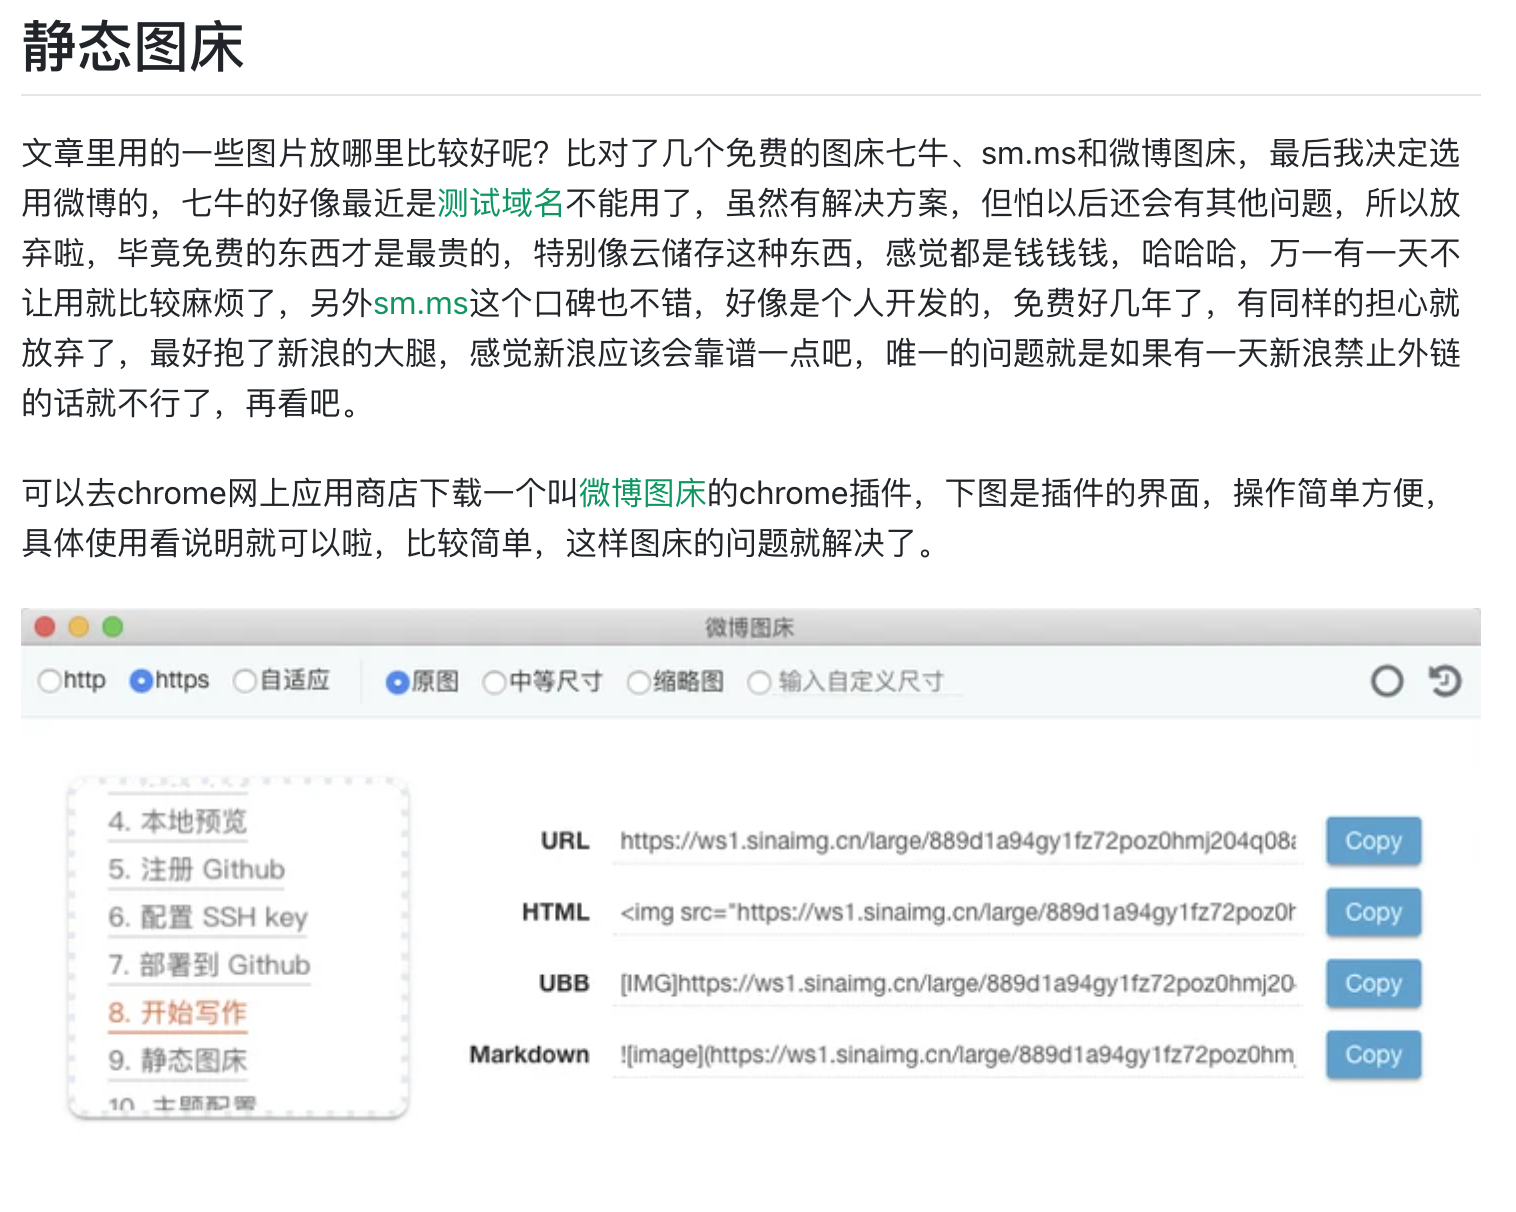 静态图床
文章里用的一些图片放哪里比较好呢？比对了几个免费的图床七牛、sm.ms和微博图床，最后我决定选
用微博的，七牛的好像最近是测试域名不能用了，虽然有解决方案，但怕以后还会有其他问题，所以放
弃啦，毕竟免费的东西才是最贵的，特别像云储存这种东西，感觉都是钱钱钱，哈哈哈，万一有一天不
让用就比较麻烦了，另外sm.ms这个口碑也不错，好像是个人开发的，免费好几年了，有同样的担心就
放弃了，最好抱了新浪的大腿，感觉新浪应该会靠谱一点吧，唯一的问题就是如果有一天新浪禁止外链
的话就不行了，再看吧。
可以去chrome网上应用商店下载一个叫微博图床的chrome插件，下图是插件的界面，操作简单方便，
具体使用看说明就可以啦，比较简单，这样图床的问题就解决了。
微博图床
http https 自适应 原图 中等尺寸 缩略图 输入自定义尺寸
4. 本地预览
5. 注册 Github
6. 配置 SSH key
7. 部署到 Github
8. 开始写作
9. 静态图床
10. 主题配置
URL https://ws1.sinaimg.cn/large/889d1a94gy1fz72poz0hmj204q08a Copy
HTML <img src="https://ws1.sinaimg.cn/large/889d1a94gy1fz72poz0h Copy
UBB [IMG]https://ws1.sinaimg.cn/large/889d1a94gy1fz72poz0hmj20 Copy
Markdown ![image](https://ws1.sinaimg.cn/large/889d1a94gy1fz72poz0hm Copy